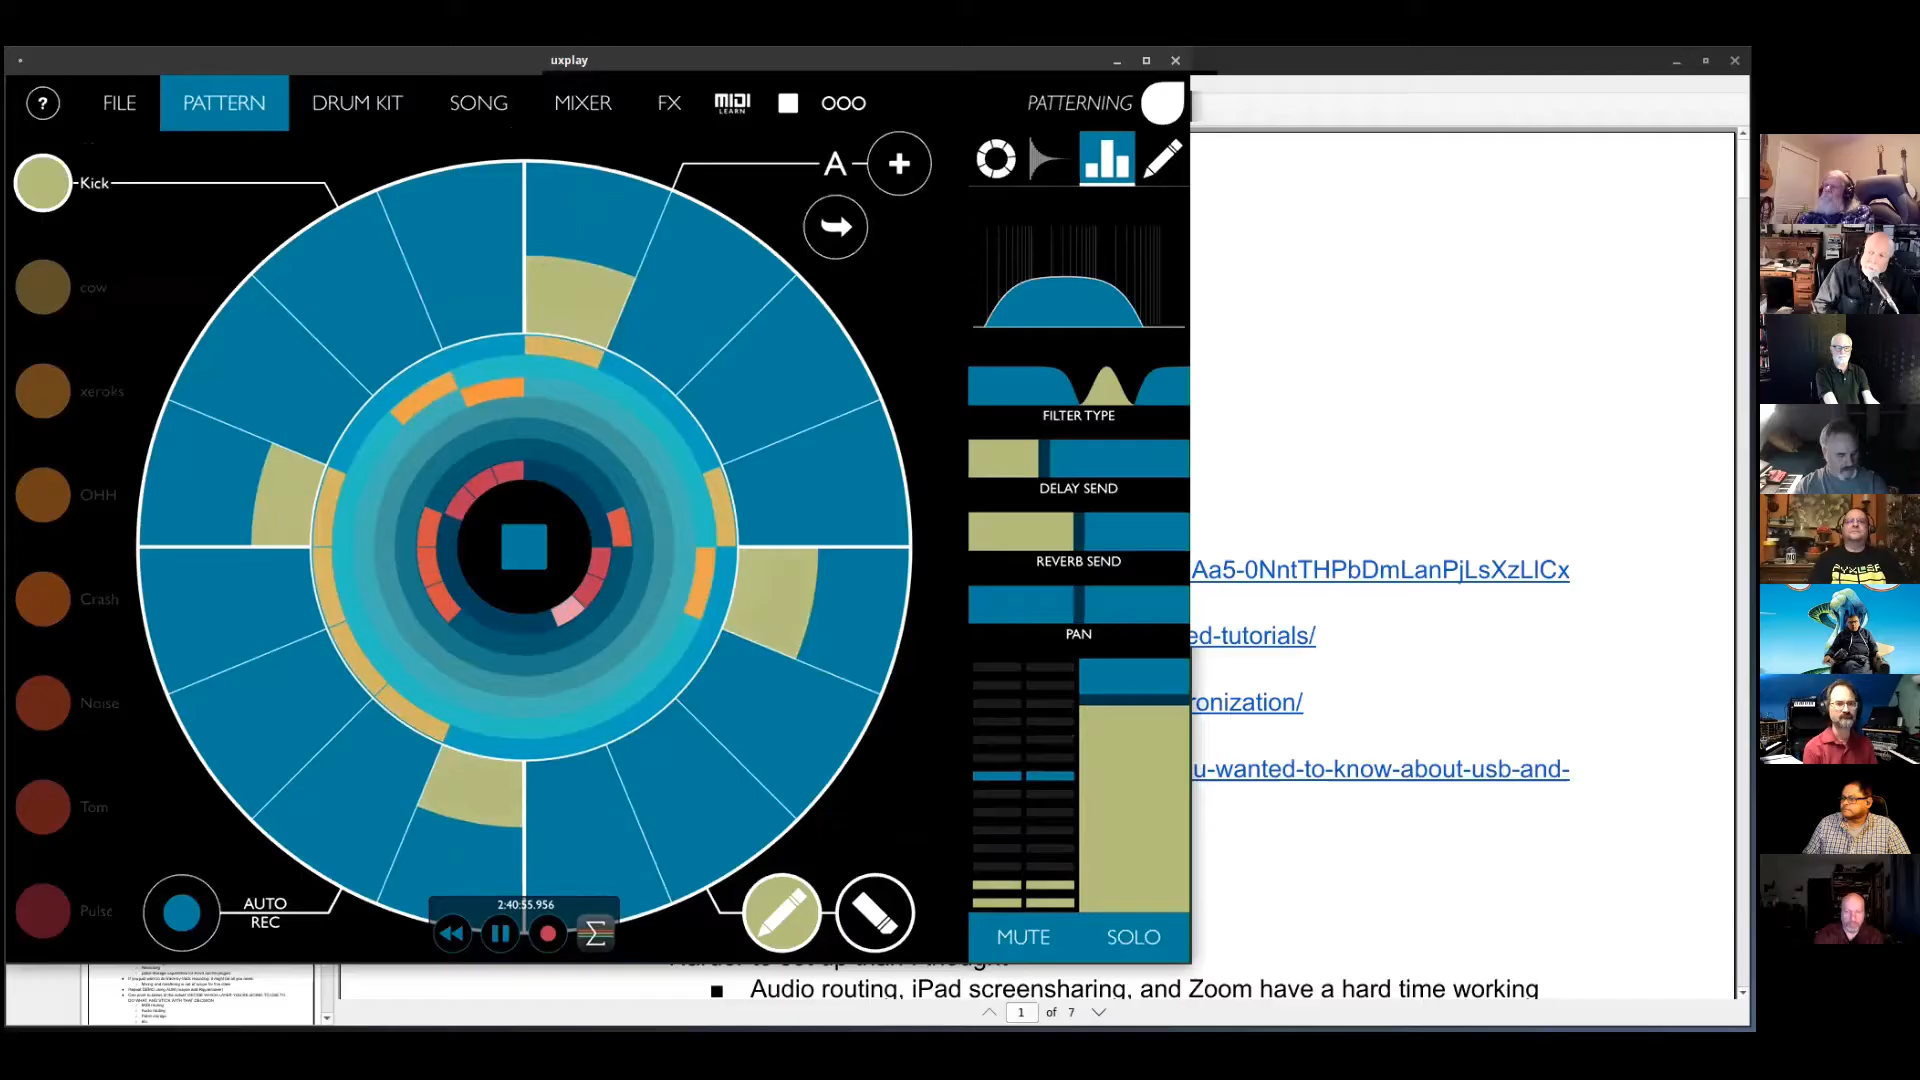 uxplay
? FILE PATTERN DRUM KIT SONG MIXER FX MIDI LEARN PATTERNING
Kick
A
cow
xeroks
OHH
Crash
Noise
Tom
Pulse
AUTO
REC
2:40:55.956
FILTER TYPE
DELAY SEND
REVERB SEND
PAN
MUTE SOLO
Aa5-0NntTHPbDmLanPjLsXzLlCx
ed-tutorials/
ronization/
u-wanted-to-know-about-usb-and-
■ Audio routing, iPad screensharing, and Zoom have a hard time working
1 of 7